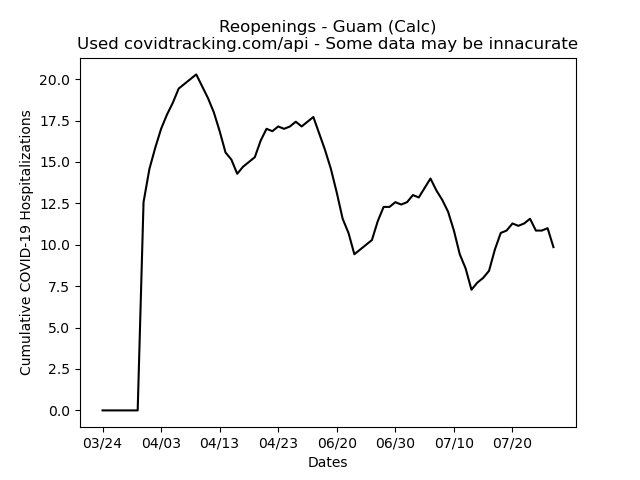 Reopenings - Guam (Calc)
Used covidtracking.com/api - Some data may be innacurate
Cumulative COVID-19 Hospitalizations
20.0
17.5
15.0
12.5
10.0
7.5
5.0
2.5
0.0
03/24 04/03 04/13 04/23 06/20 06/30 07/10 07/20
Dates